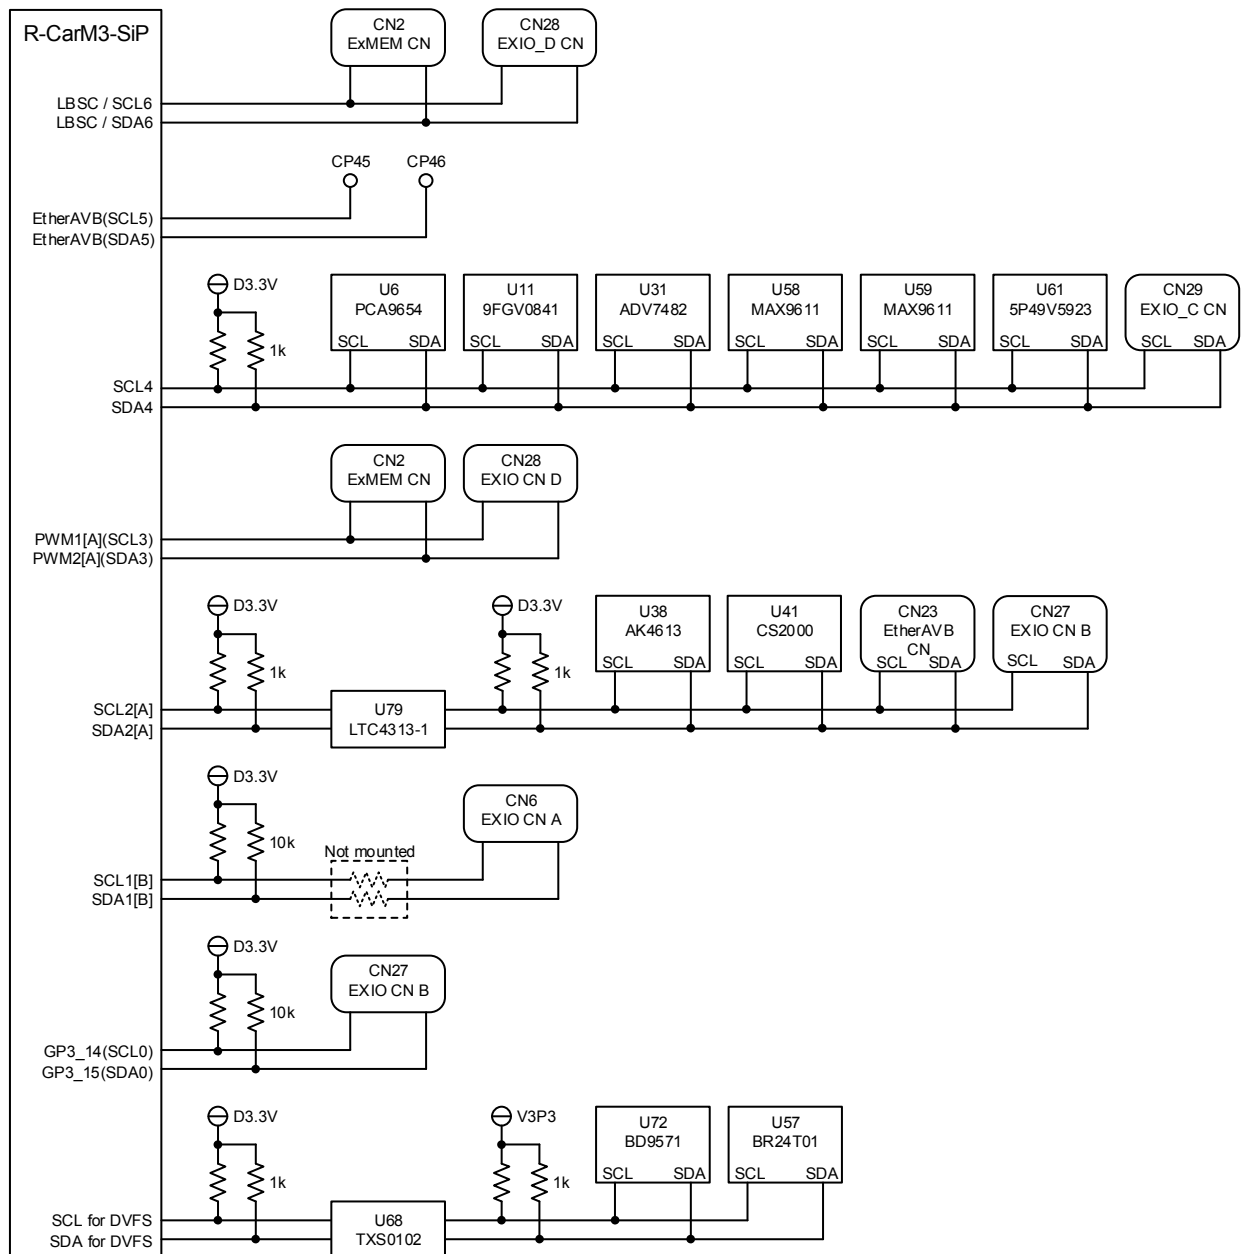 R-CarM3-SiP
CN2
ExMEM CN
CN28
EXIO_D CN
LBSC / SCL6
LBSC / SDA6
CP45
CP46
EtherAVB(SCL5)
EtherAVB(SDA5)
D3.3V
1k
U6
PCA9654
SCL SDA
U11
9FGV0841
SCL SDA
U31
ADV7482
SCL SDA
U58
MAX9611
SCL SDA
U59
MAX9611
SCL SDA
U61
5P49V5923
SCL SDA
CN29
EXIO_C CN
SCL SDA
SCL4
SDA4
CN2
ExMEM CN
CN28
EXIO CN D
PWM1[A](SCL3)
PWM2[A](SDA3)
D3.3V
1k
D3.3V
1k
U38
AK4613
SCL SDA
U41
CS2000
SCL SDA
CN23
EtherAVB
CN
SCL SDA
CN27
EXIO CN B
SCL SDA
SCL2[A]
SDA2[A]
U79
LTC4313-1
D3.3V
10k
Not mounted
CN6
EXIO CN A
SCL1[B]
SDA1[B]
D3.3V
10k
CN27
EXIO CN B
GP3_14(SCL0)
GP3_15(SDA0)
D3.3V
1k
V3P3
1k
U72
BD9571
SCL SDA
U57
BR24T01
SCL SDA
SCL for DVFS
SDA for DVFS
U68
TXS0102